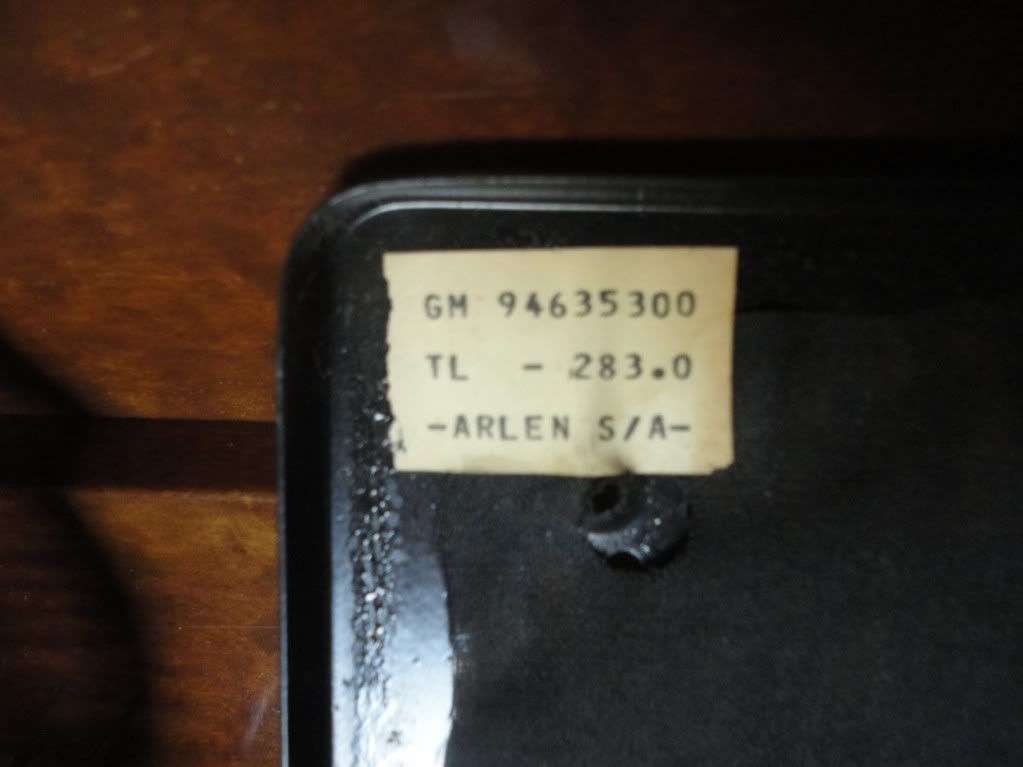 GM 94635300
TL - 283.0
-ARLEN S/A-